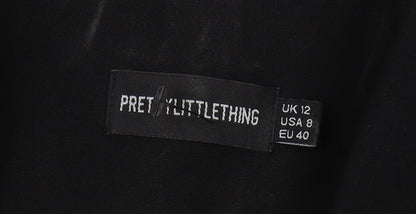 PRETTYLITTLETHING
UK 12
USA 8
EU 40